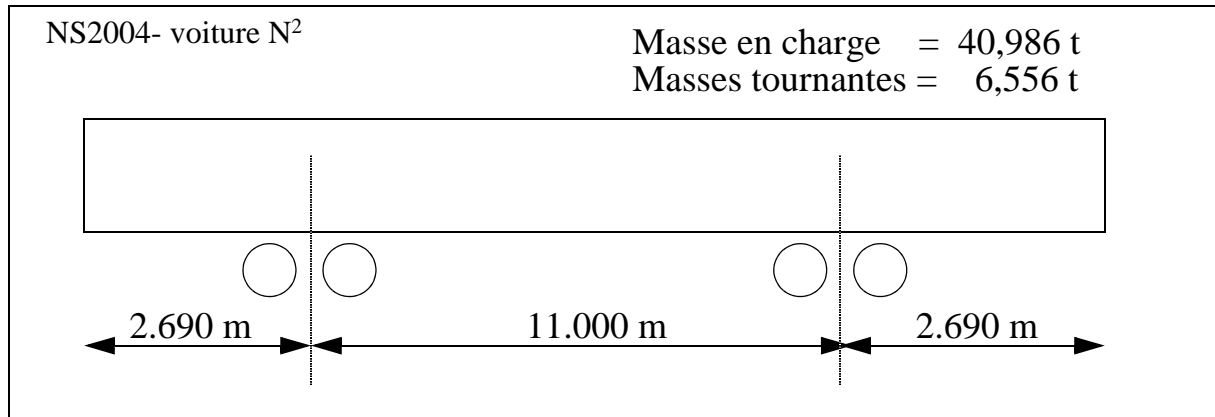 NS2004- voiture N²
Masse en charge = 40,986 t
Masses tournantes = 6,556 t
2.690 m 11.000 m 2.690 m